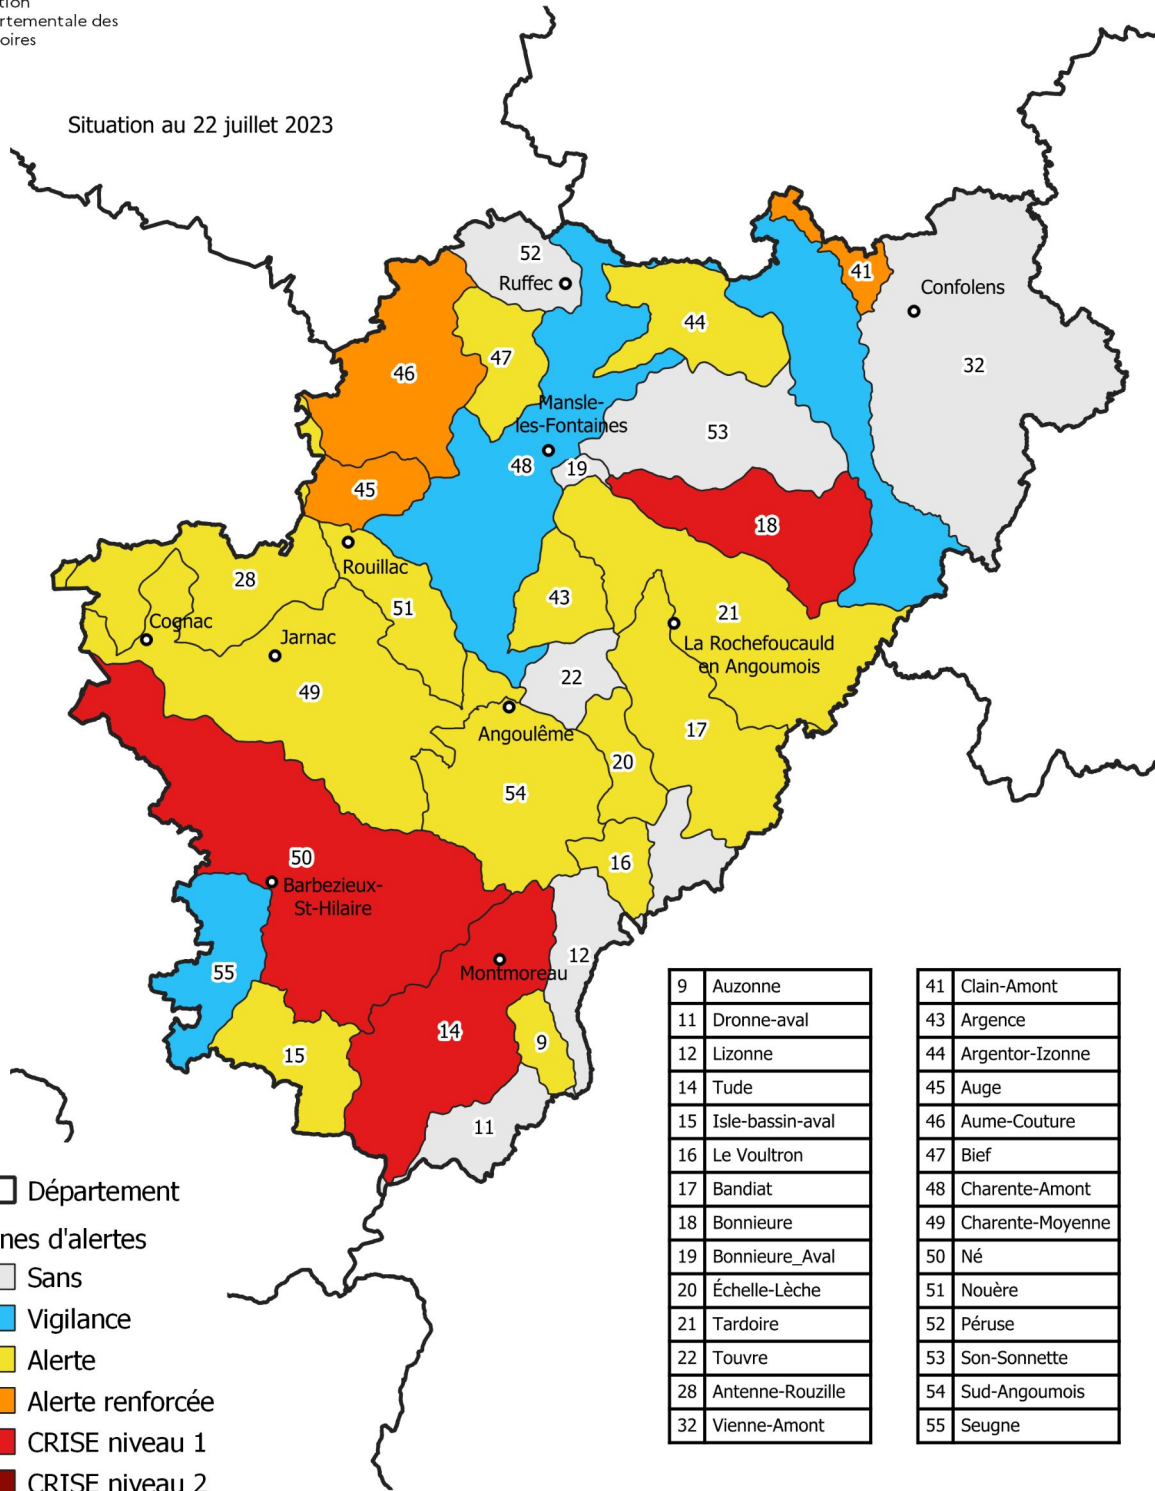 rtementale des
oires
Situation au 22 juillet 2023
52
Ruffec
41
Confolens
44
47
32
46
Mansle-
les-Fontaines
53
48
19
45
18
Rouillac
28
43
51
21
Cognac
Jarnac
La Rochefoucauld
en Angoumois
22
49
Angoulême
17
20
54
50
16
Barbezieux-
St-Hilaire
12
55
Montmoreau
14
9
15
11
9 Auzonne
11 Dronne-aval
12 Lizonne
14 Tude
15 Isle-bassin-aval
16 Le Voultron
17 Bandiat
18 Bonnieure
19 Bonnieure_Aval
20 Échelle-Lèche
21 Tardoire
22 Touvre
28 Antenne-Rouzille
32 Vienne-Amont
41 Clain-Amont
43 Argence
44 Argentor-Izonne
45 Auge
46 Aume-Couture
47 Bief
48 Charente-Amont
49 Charente-Moyenne
50 Né
51 Nouère
52 Péruse
53 Son-Sonnette
54 Sud-Angoumois
55 Seugne
Département
nes d'alertes
Sans
Vigilance
Alerte
Alerte renforcée
CRISE niveau 1
CRISE niveau 2